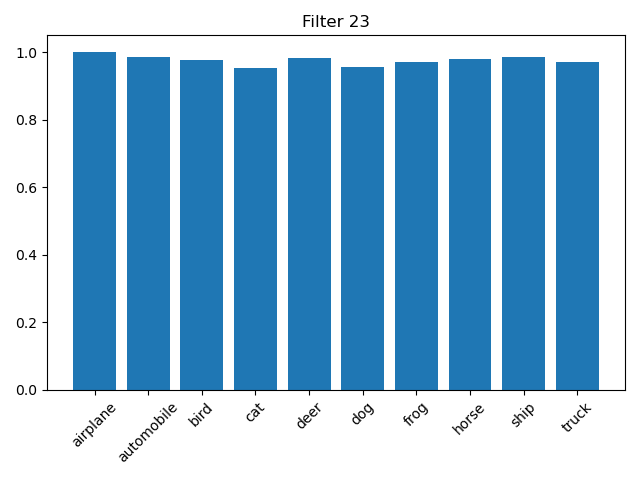 Filter 23
1.0
0.8
0.6
0.4
0.2
0.0
airplane
automobile
bird
cat
deer
dog
frog
horse
ship
truck